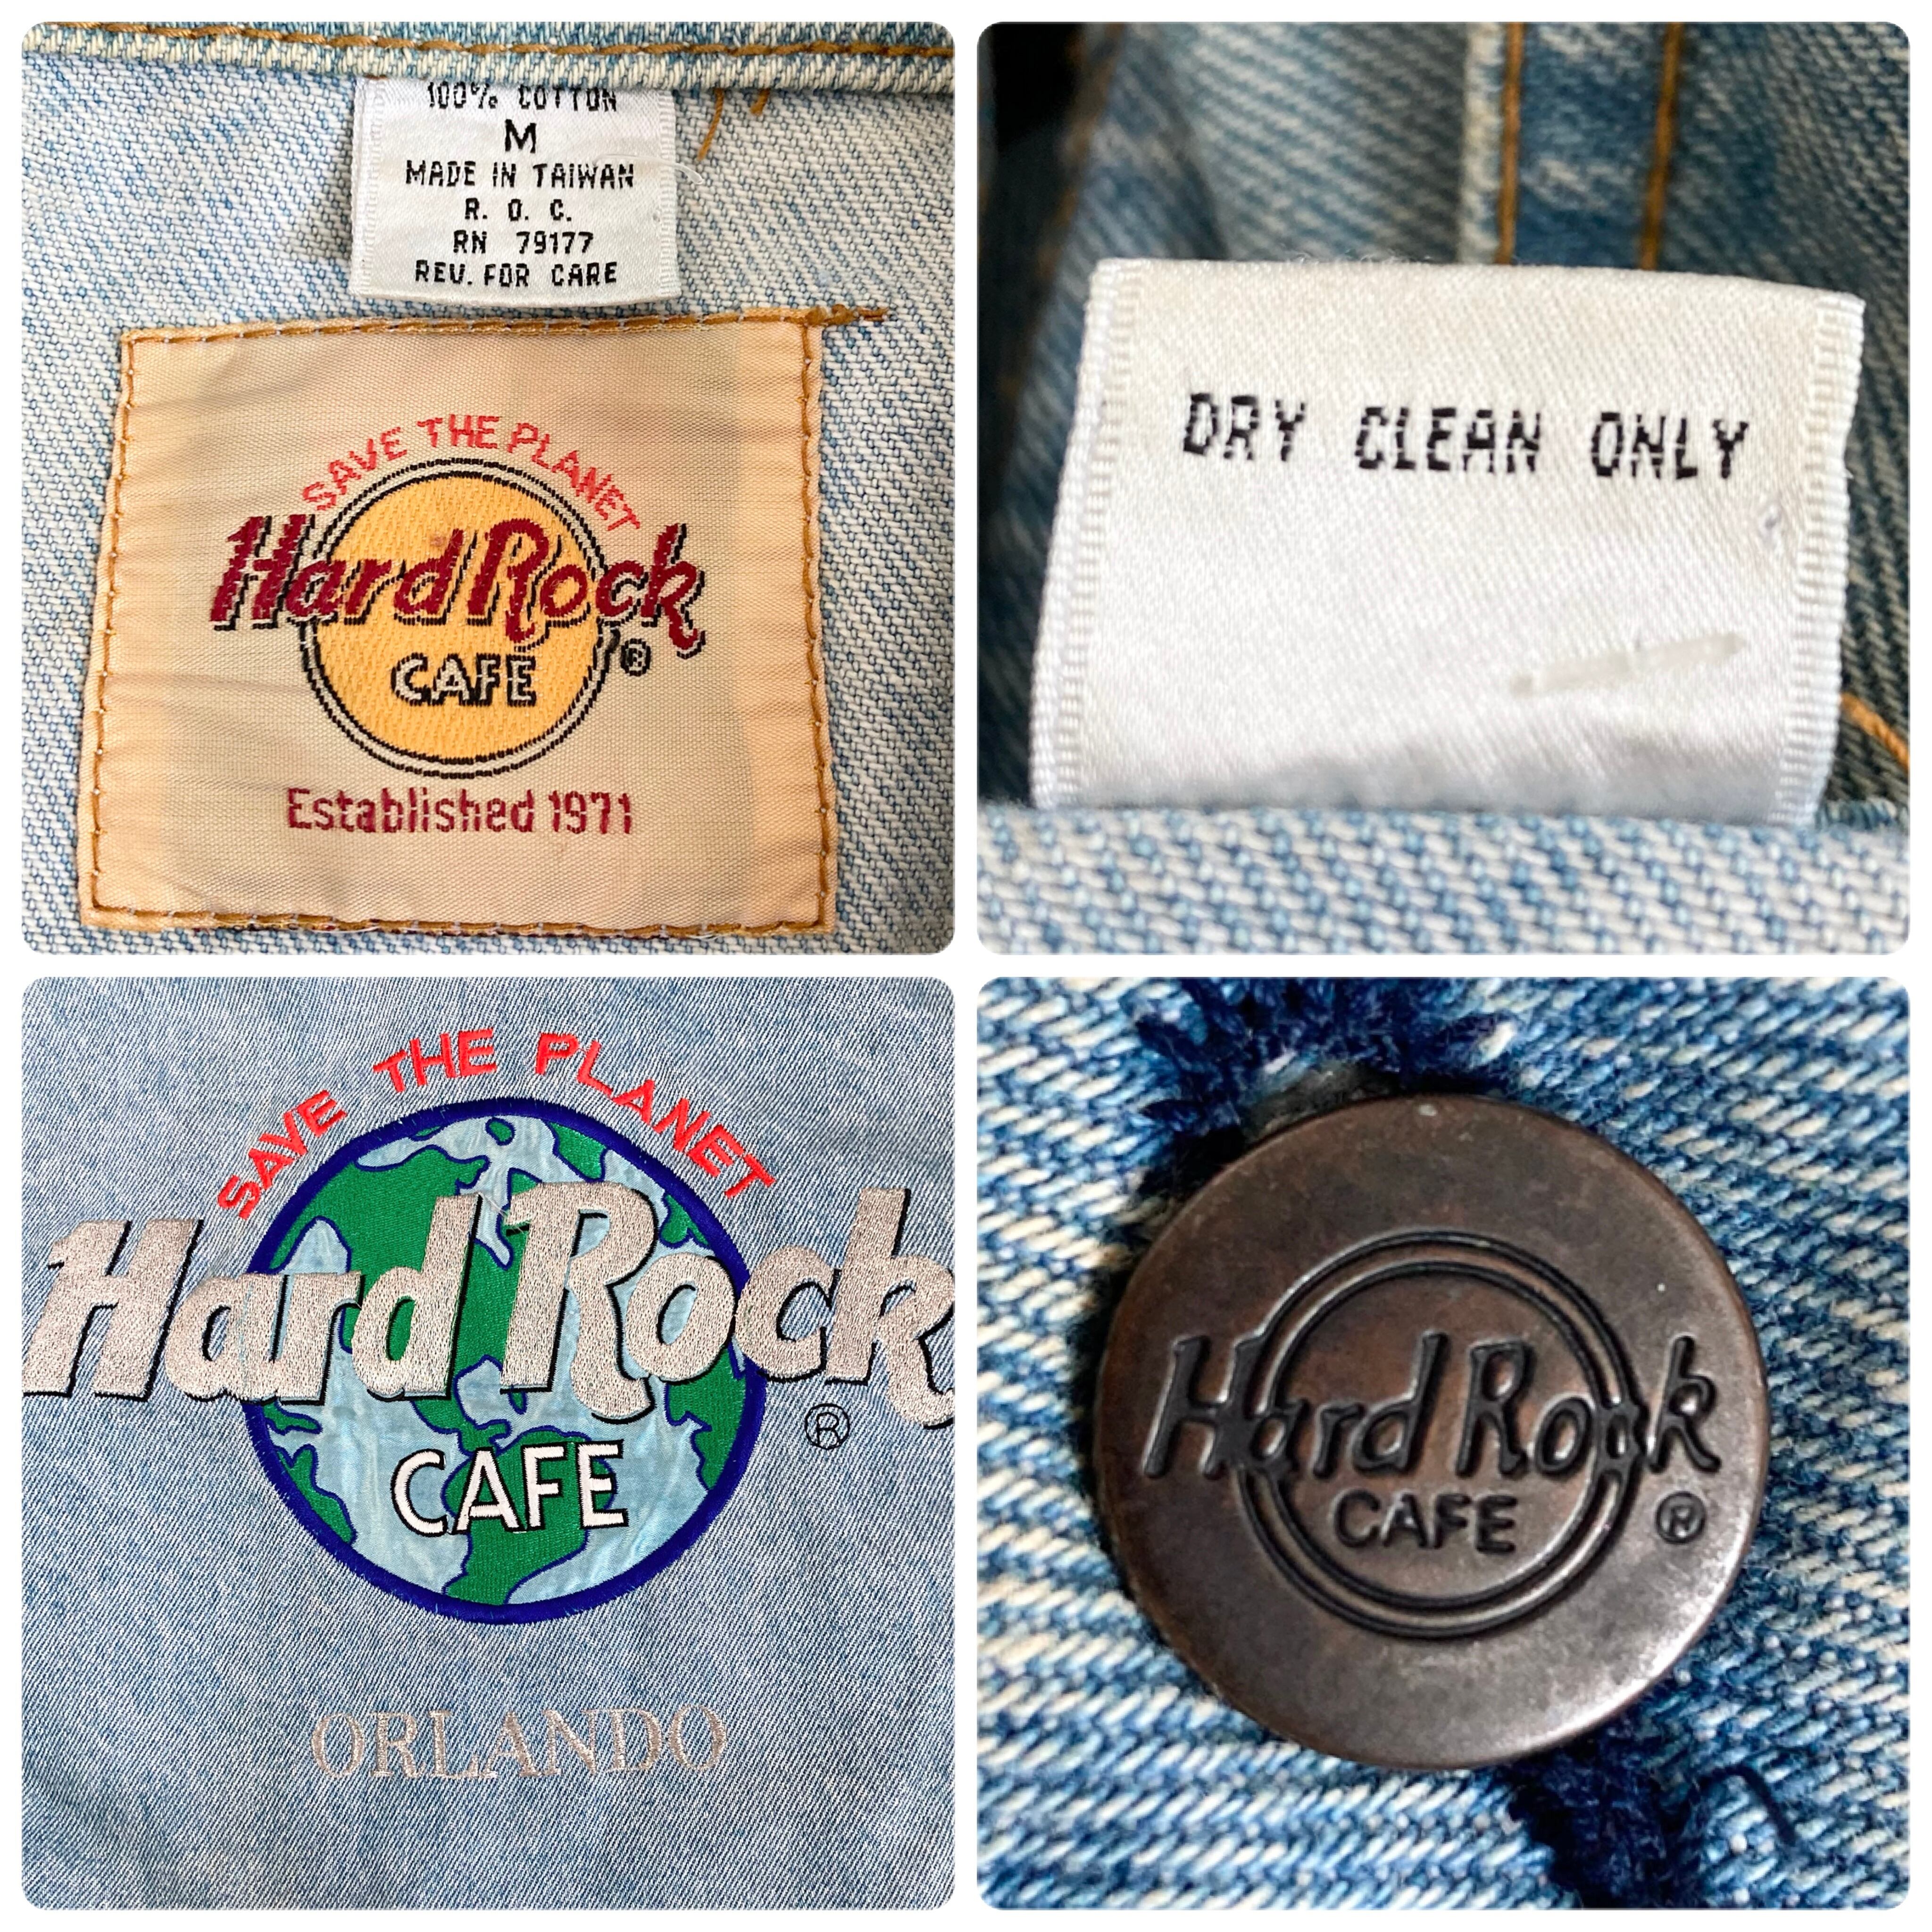 100% COTTON
M
MADE IN TAIWAN
R. O. C.
RN 79177
REV. FOR CARE
SAVE THE PLANET
Hard Rock
CAFE
®
Established 1971
DRY CLEAN ONLY
SAVE THE PLANET
Hard Rock
®
CAFE
ORLANDO
Hard Rock
CAFE
®